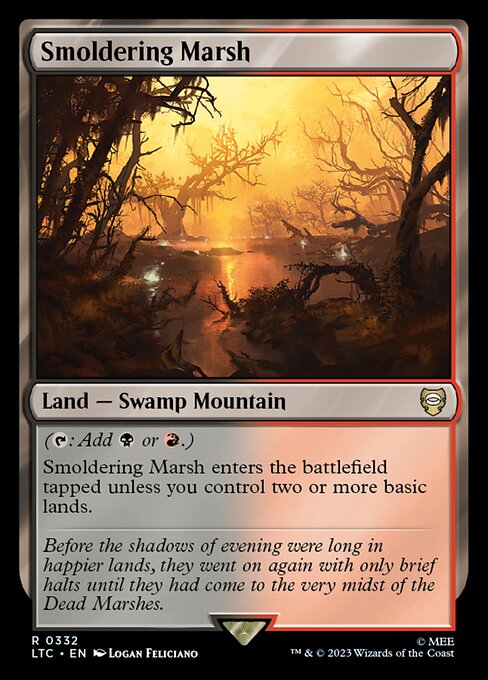 Smoldering Marsh
Land — Swamp Mountain
(: Add or .)
Smoldering Marsh enters the battlefield
tapped unless you control two or more basic
lands.
Before the shadows of evening were long in
happier lands, they went on again with only brief
halts until they had come to the very midst of the
Dead Marshes.
R 0332
LTC • EN Logan Feliciano
© MEE
™ & © 2023 Wizards of the Coast